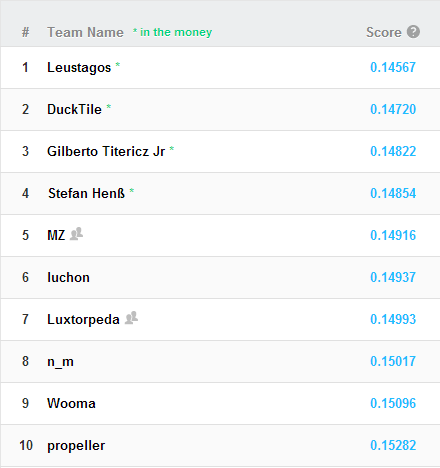 # Team Name * in the money Score ?
1 Leustagos * 0.14567
2 DuckTile * 0.14720
3 Gilberto Titericz Jr * 0.14822
4 Stefan Henß * 0.14854
5 MZ 0.14916
6 luchon 0.14937
7 Luxtorpeda 0.14993
8 n_m 0.15017
9 Wooma 0.15096
10 propeller 0.15282